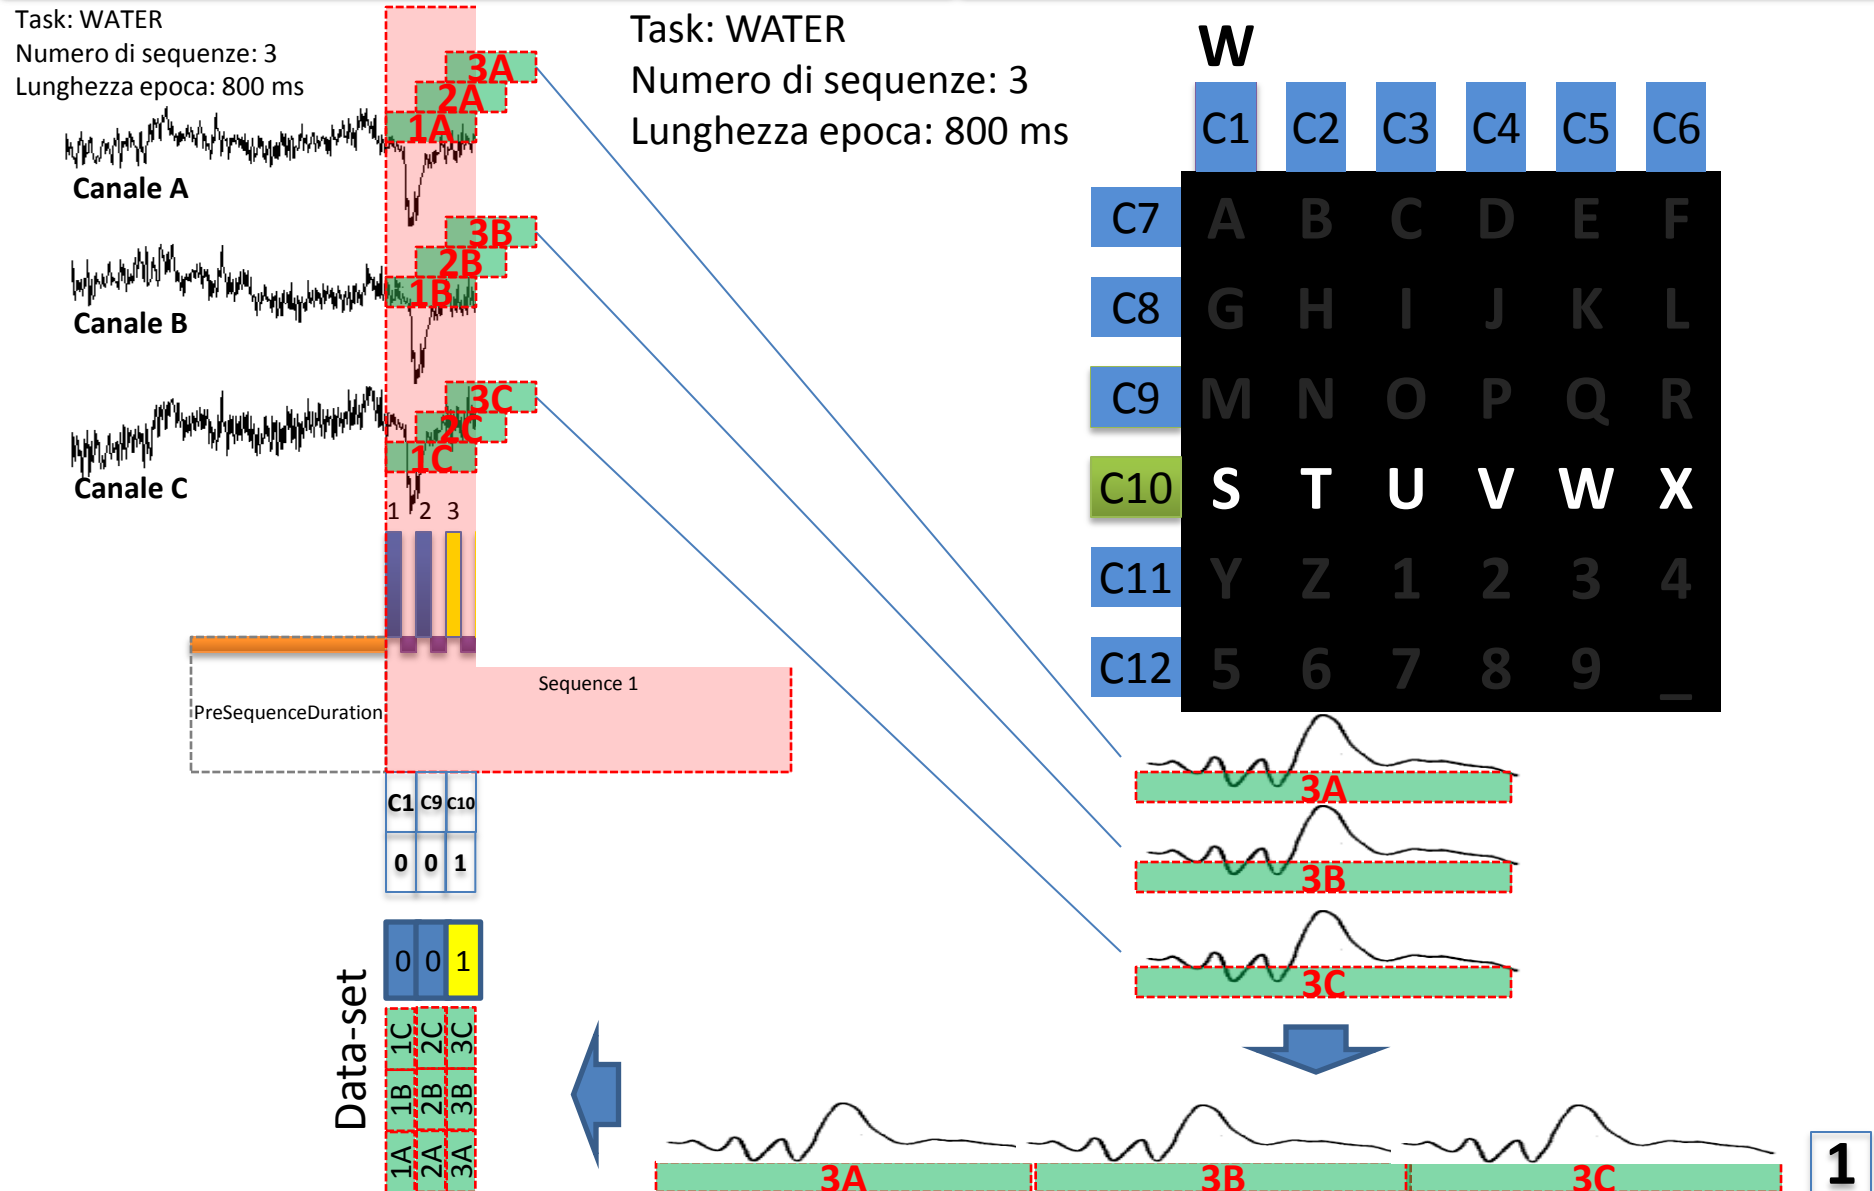 Task: WATER
Numero di sequenze: 3
Lunghezza epoca: 800 ms
3A
2A
1A
Canale A
3B
2B
1B
Canale B
3C
2C
1C
Canale C
1 2 3
Sequence 1
PreSequenceDuration
C1 C9 C10
0 0 1
0 0 1
Data-set
1C 2C 3C
1B 2B 3B
1A 2A 3A
Task: WATER
Numero di sequenze: 3
Lunghezza epoca: 800 ms
W
C1 C2 C3 C4 C5 C6
C7 A B C D E F
C8 G H I J K L
C9 M N O P Q R
C10 S T U V W X
C11 Y Z 1 2 3 4
C12 5 6 7 8 9 _
3A
3B
3C
3A 3B 3C
1